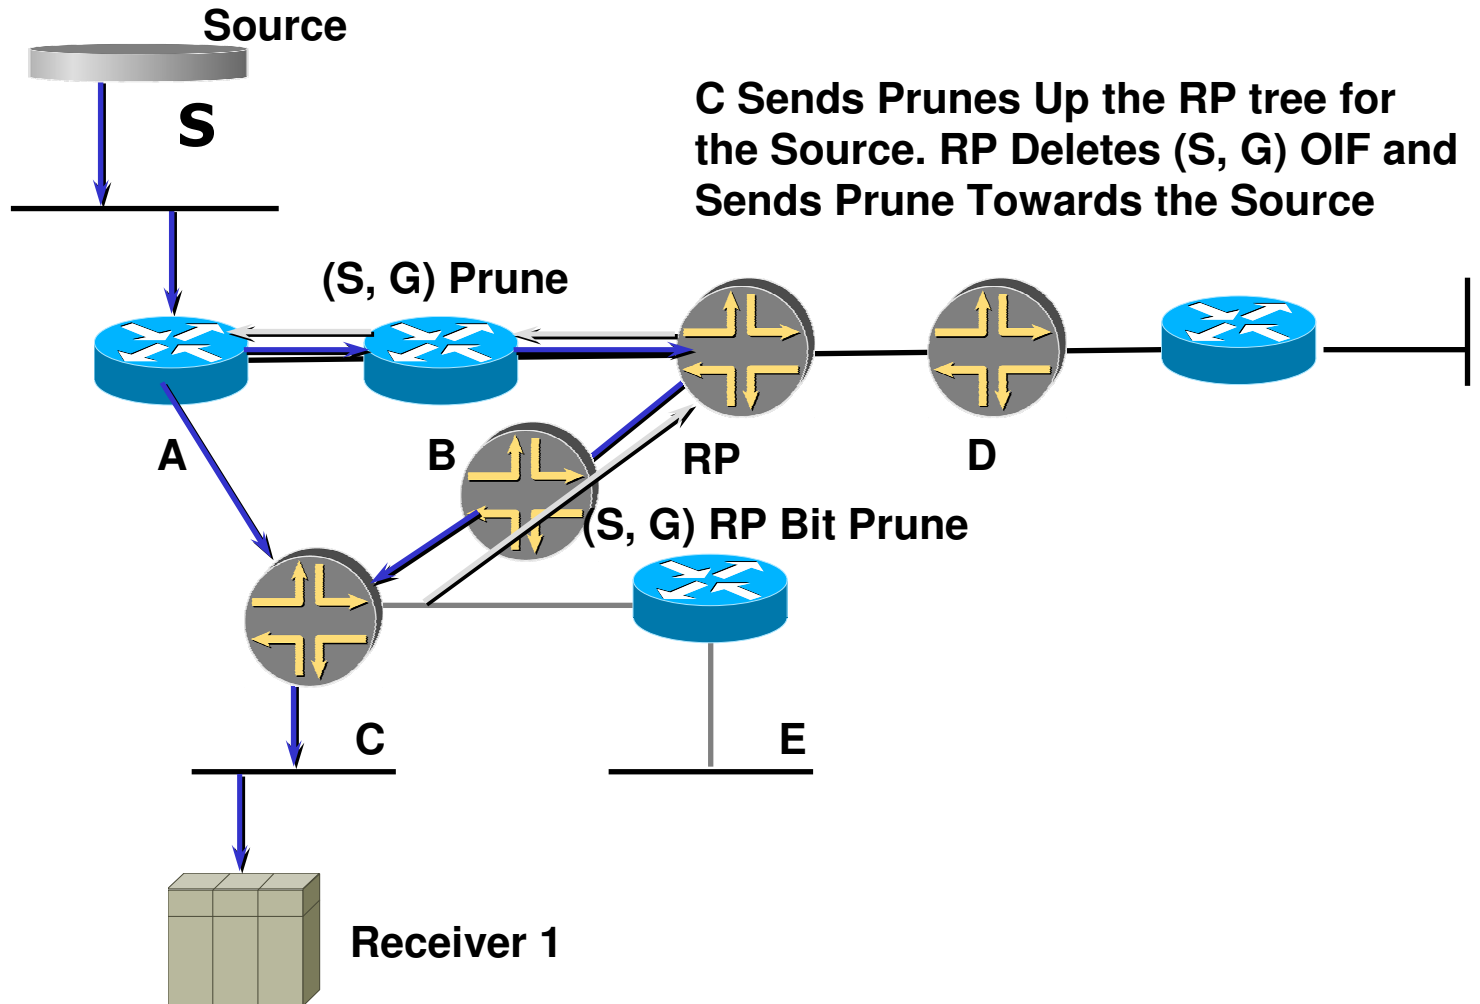 Source
S
C Sends Prunes Up the RP tree for
the Source. RP Deletes (S, G) OIF and
Sends Prune Towards the Source
(S, G) Prune
A
B
RP
D
(S, G) RP Bit Prune
C
E
Receiver 1